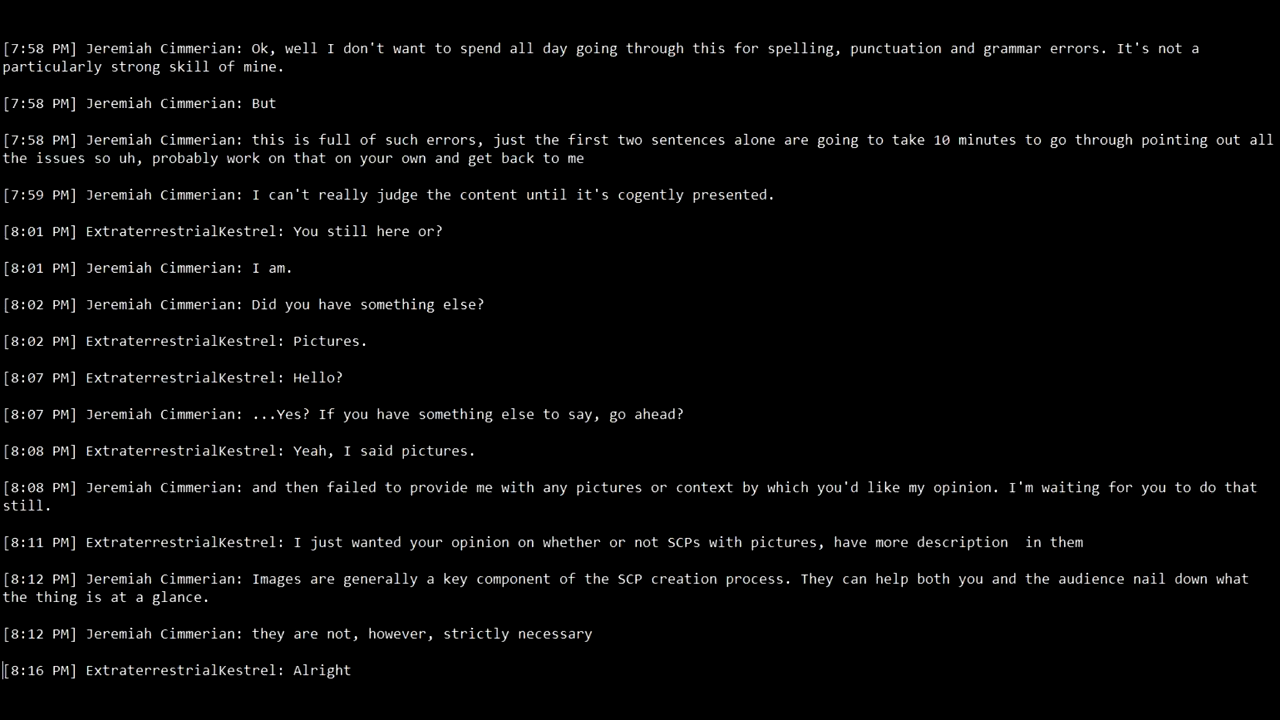 [7:58 PM] Jeremiah Cimmerian: Ok, well I don't want to spend all day going through this for spelling, punctuation and grammar errors. It's not a
particularly strong skill of mine.
[7:58 PM] Jeremiah Cimmerian: But
[7:58 PM] Jeremiah Cimmerian: this is full of such errors, just the first two sentences alone are going to take 10 minutes to go through pointing out all
the issues so uh, probably work on that on your own and get back to me
[7:59 PM] Jeremiah Cimmerian: I can't really judge the content until it's cogently presented.
[8:01 PM] ExtraterrestrialKestrel: You still here or?
[8:01 PM] Jeremiah Cimmerian: I am.
[8:02 PM] Jeremiah Cimmerian: Did you have something else?
[8:02 PM] ExtraterrestrialKestrel: Pictures.
[8:07 PM] ExtraterrestrialKestrel: Hello?
[8:07 PM] Jeremiah Cimmerian: ...Yes? If you have something else to say, go ahead?
[8:08 PM] ExtraterrestrialKestrel: Yeah, I said pictures.
[8:08 PM] Jeremiah Cimmerian: and then failed to provide me with any pictures or context by which you'd like my opinion. I'm waiting for you to do that
still.
[8:11 PM] ExtraterrestrialKestrel: I just wanted your opinion on whether or not SCPs with pictures, have more description  in them
[8:12 PM] Jeremiah Cimmerian: Images are generally a key component of the SCP creation process. They can help both you and the audience nail down what
the thing is at a glance.
[8:12 PM] Jeremiah Cimmerian: they are not, however, strictly necessary
[8:16 PM] ExtraterrestrialKestrel: Alright